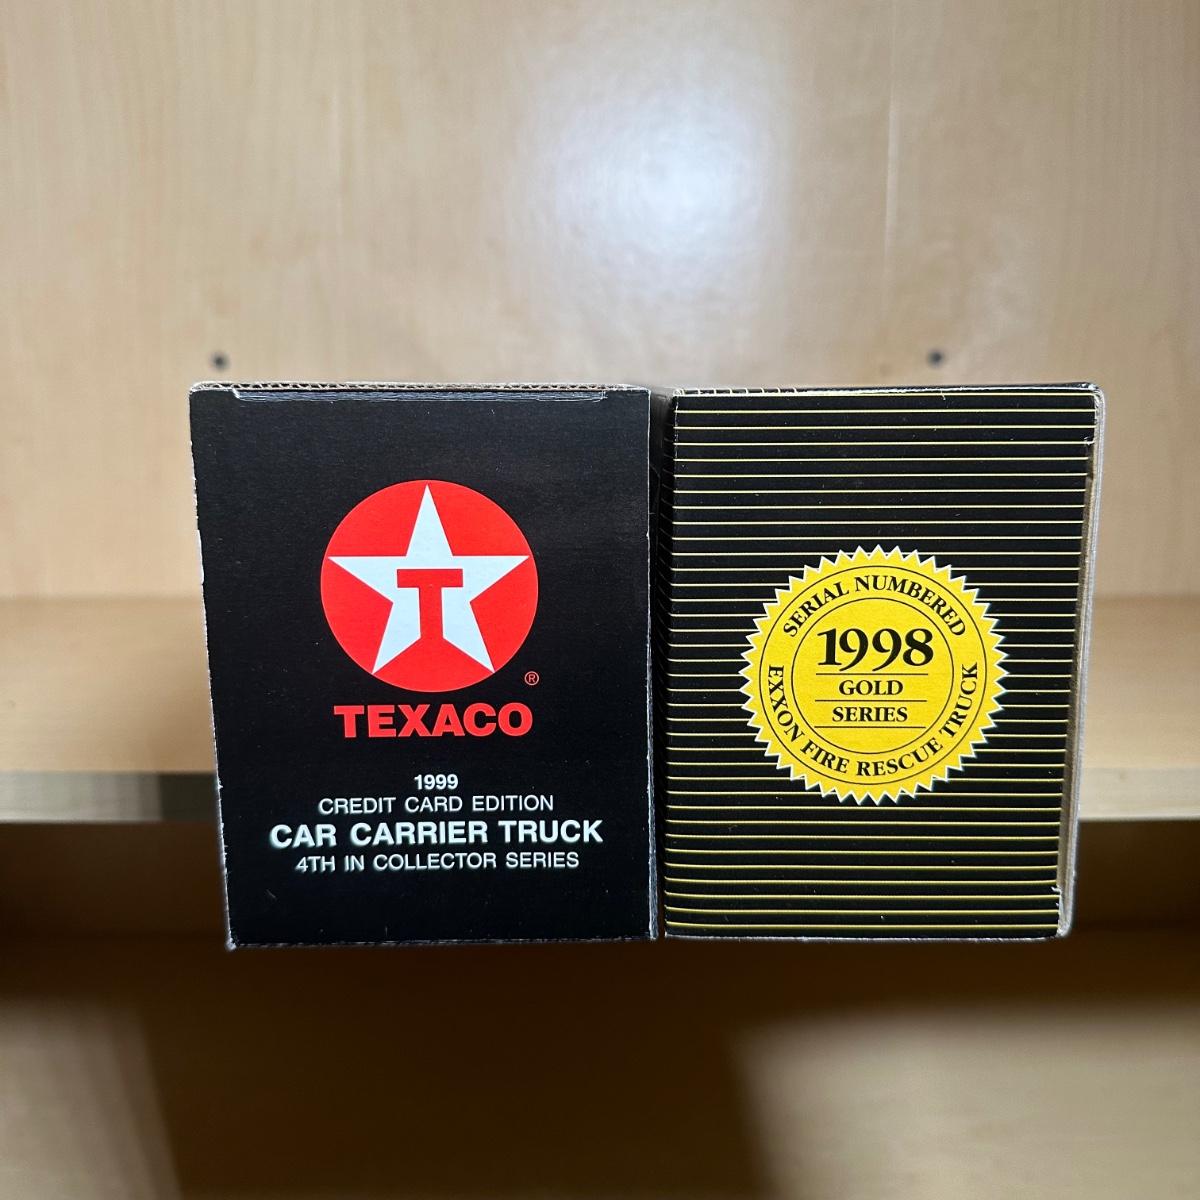 T
®
TEXACO
1999
CREDIT CARD EDITION
CAR CARRIER TRUCK
4TH IN COLLECTOR SERIES
SERIAL NUMBERED
1998
GOLD
SERIES
EXXON FIRE RESCUE TRUCK